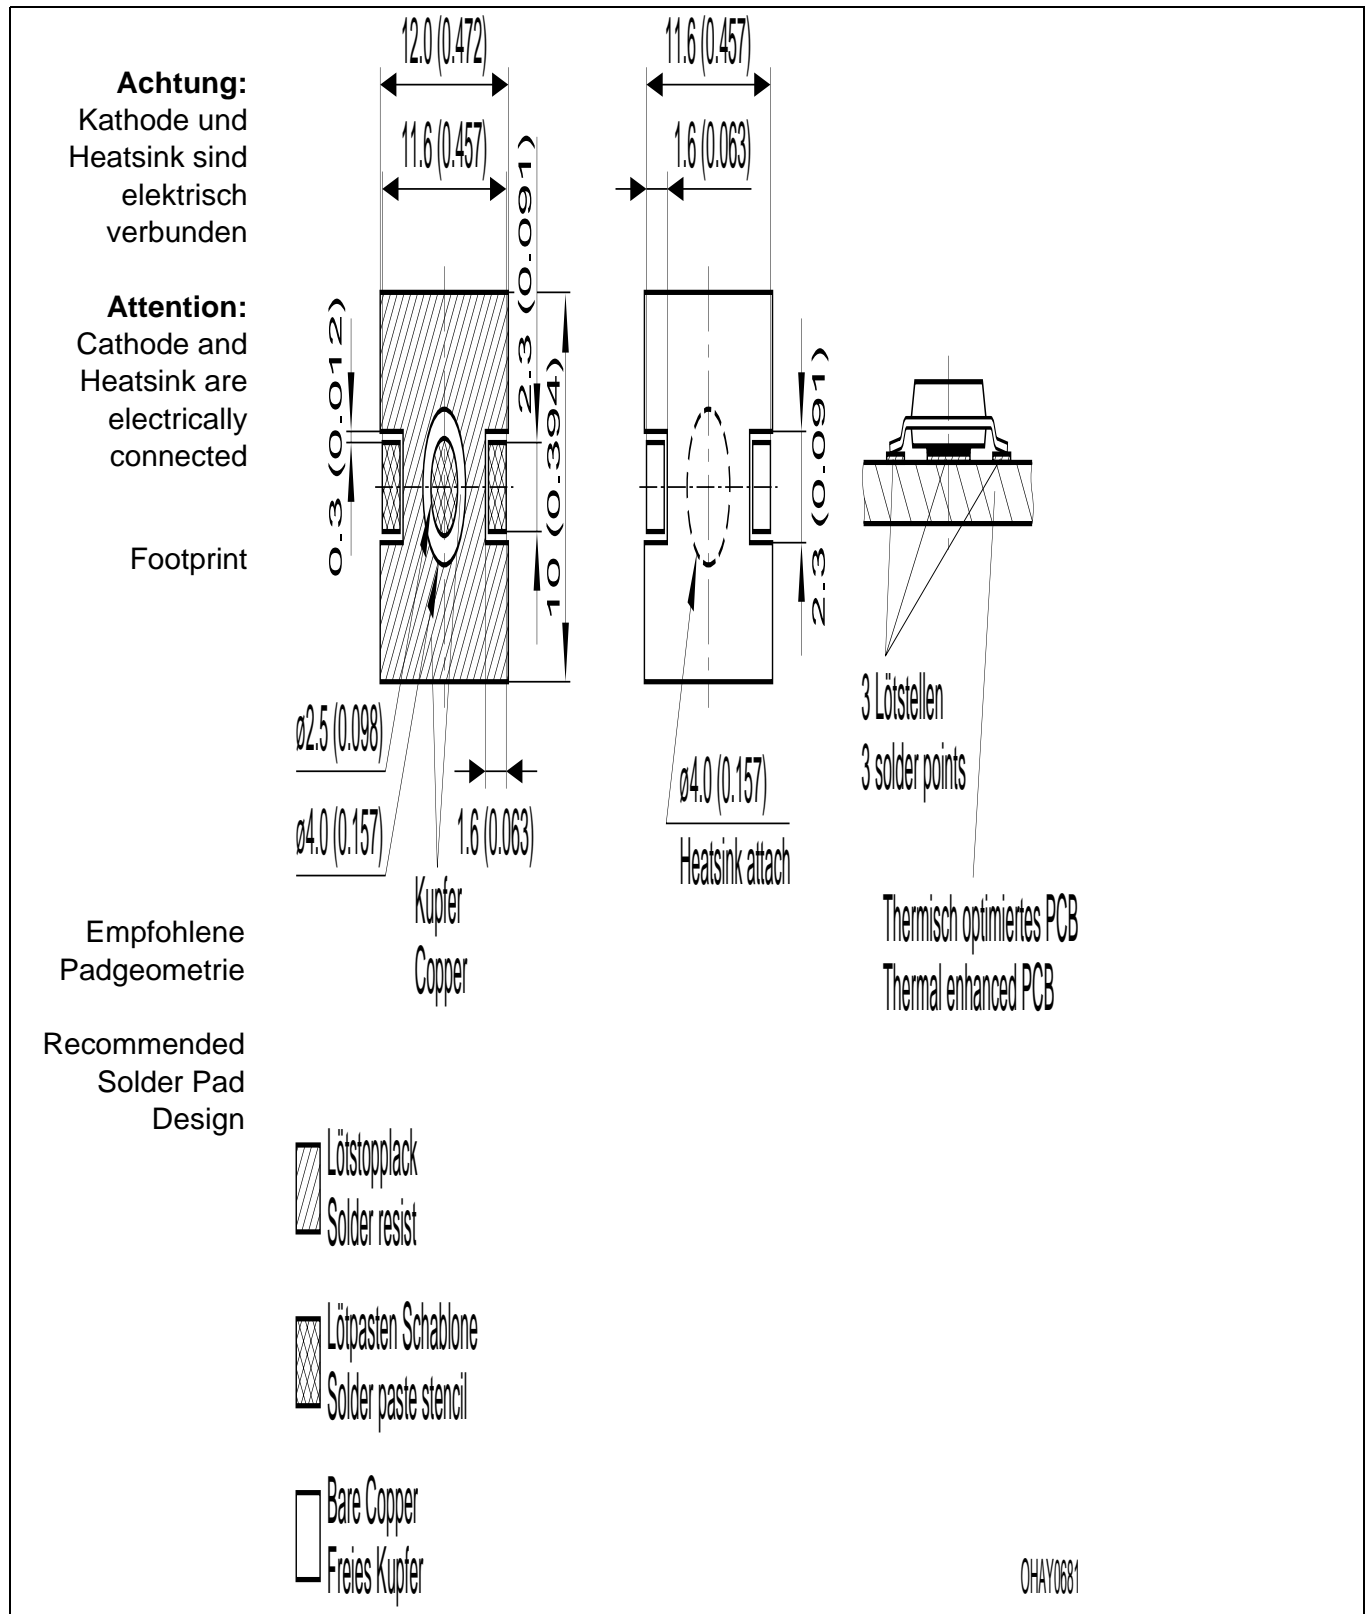 Achtung:
Kathode und
Heatsink sind
elektrisch
verbunden
Attention:
Cathode and
Heatsink are
electrically
connected
Footprint
Empfohlene
Padgeometrie
Recommended
Solder Pad
Design
12.0 (0.472)
11.6 (0.457)
2.3 (0.091)
0.3 (0.012)
10 (0.394)
ø2.5 (0.098)
ø4.0 (0.157)
1.6 (0.063)
Kupfer
Copper
11.6 (0.457)
1.6 (0.063)
2.3 (0.091)
ø4.0 (0.157)
Heatsink attach
3 Lötstellen
3 solder points
Thermisch optimiertes PCB
Thermal enhanced PCB
Lötstopplack
Solder resist
Lötpasten Schablone
Solder paste stencil
Bare Copper
Freies Kupfer
OHAY0681